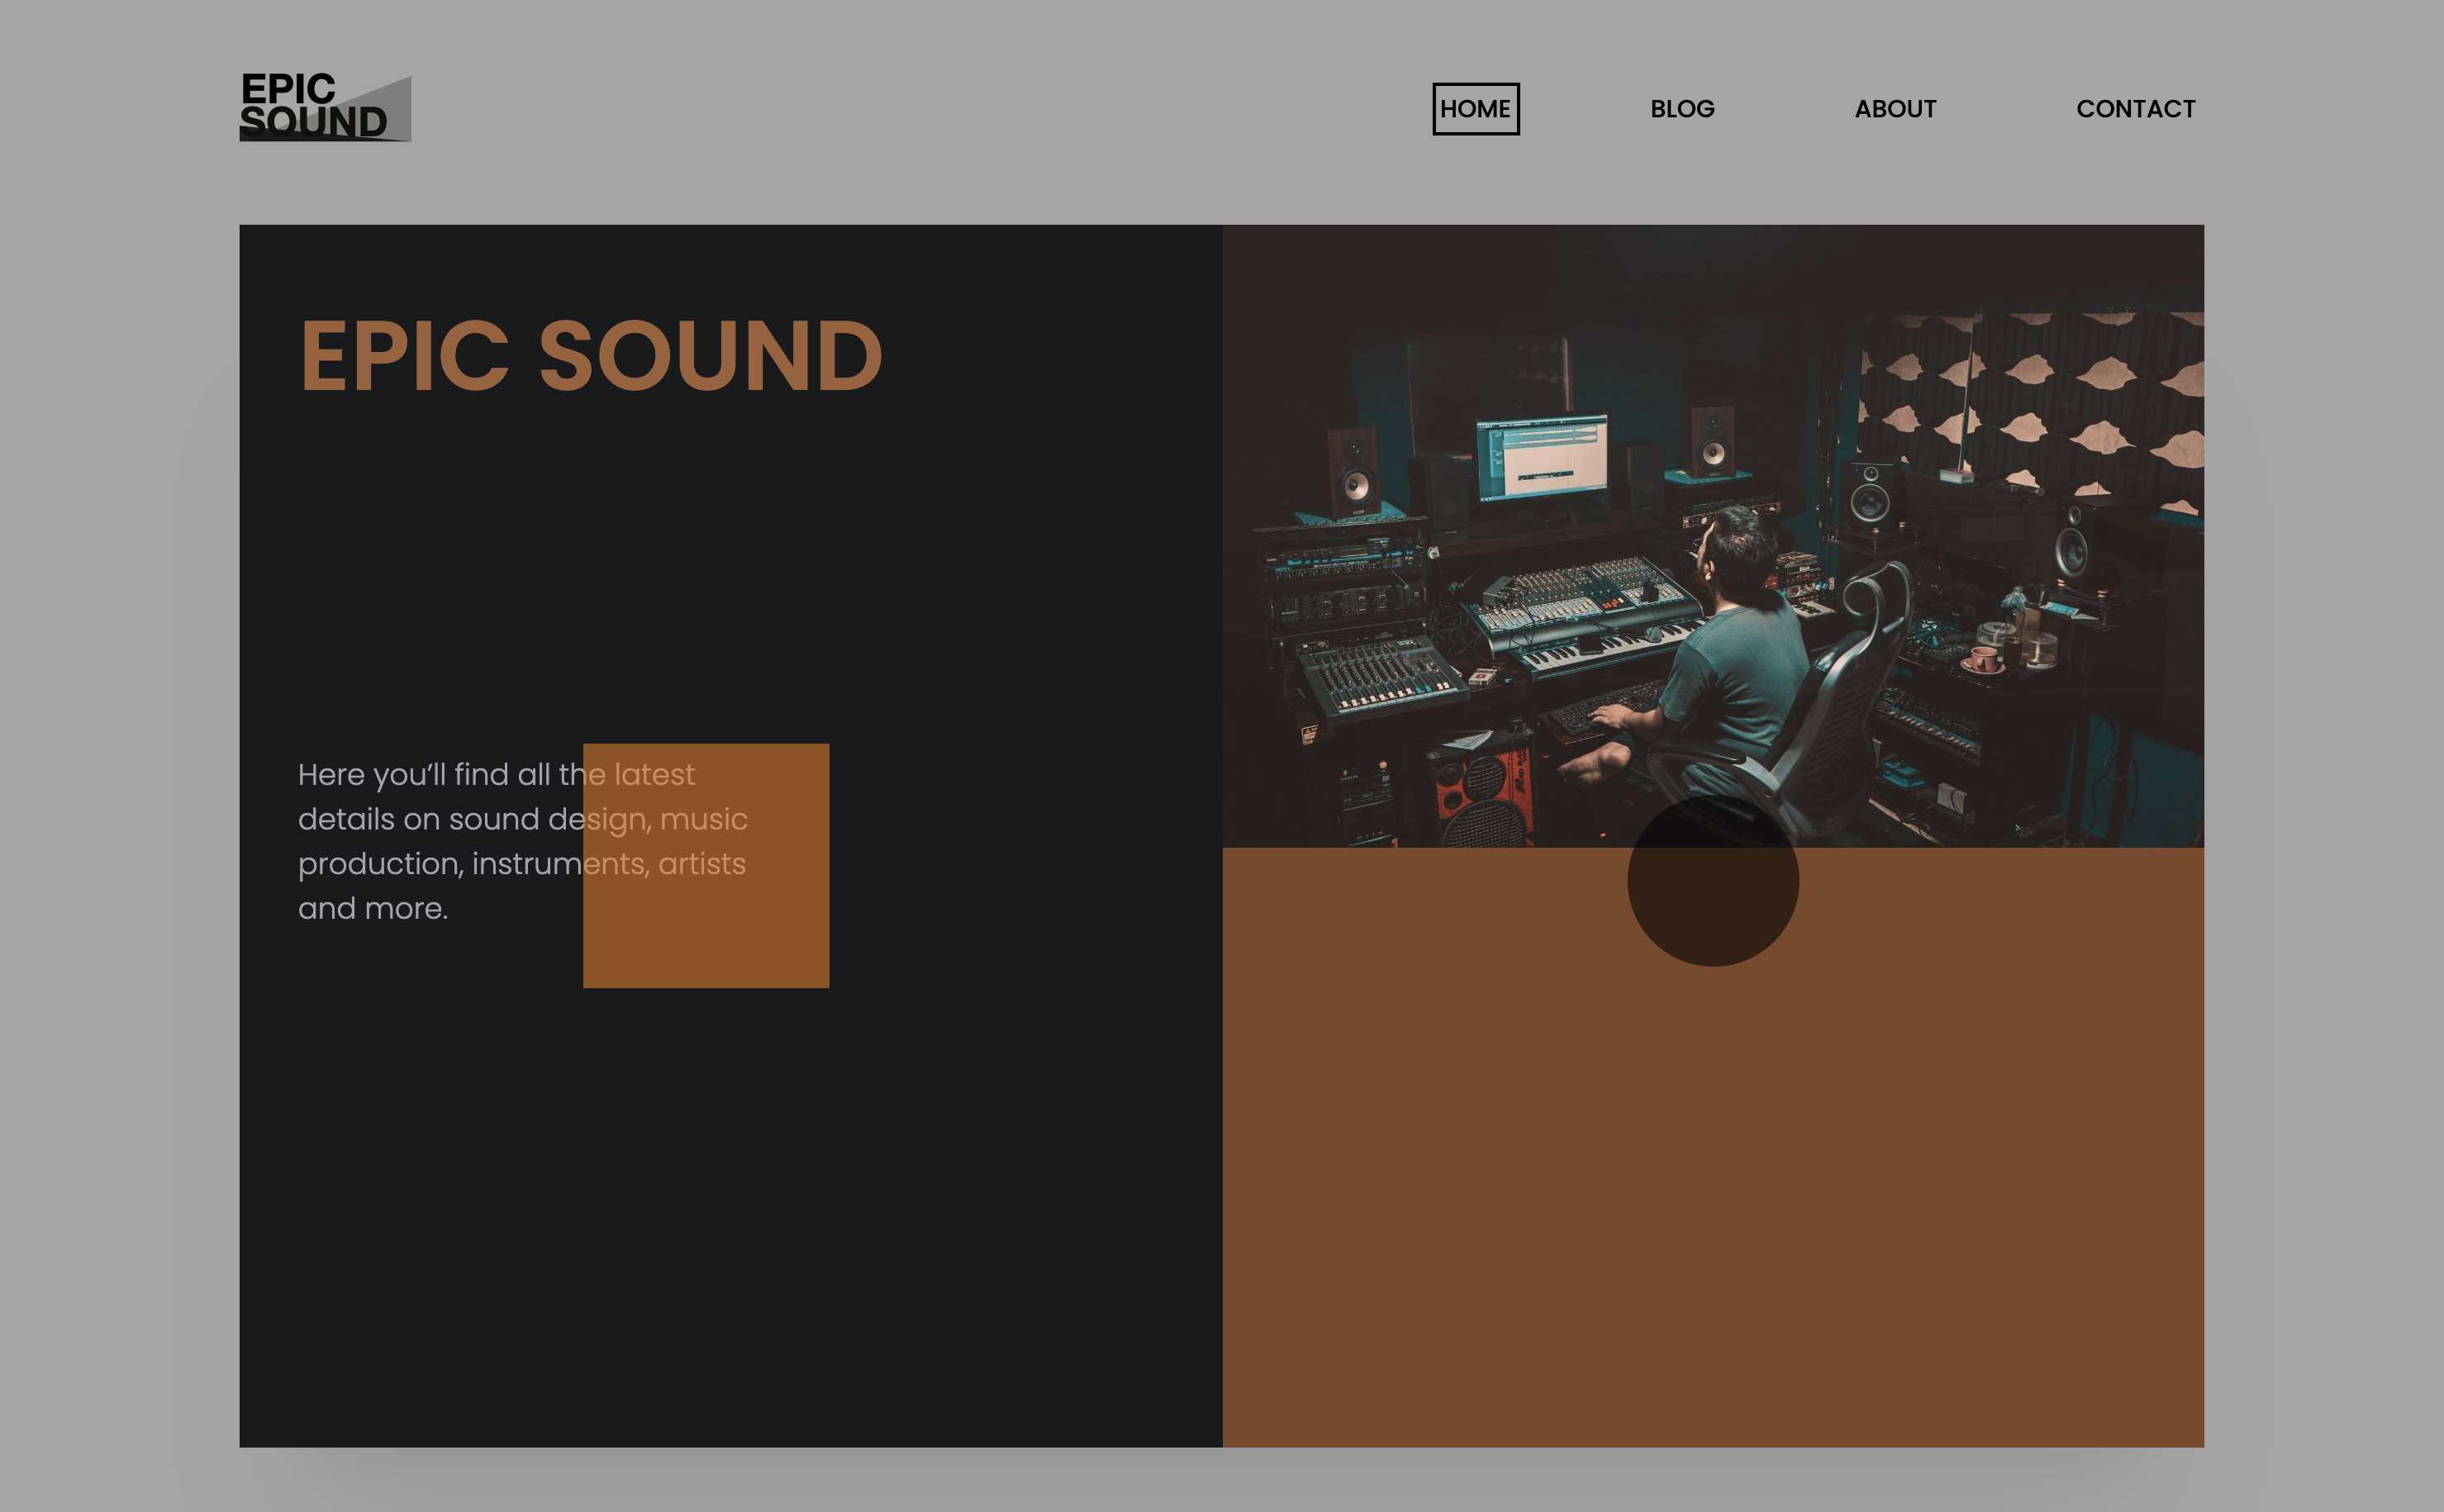 EPIC
SOUND
HOME
BLOG
ABOUT
CONTACT
EPIC SOUND
Here you’ll find all the latest
details on sound design, music
production, instruments, artists
and more.